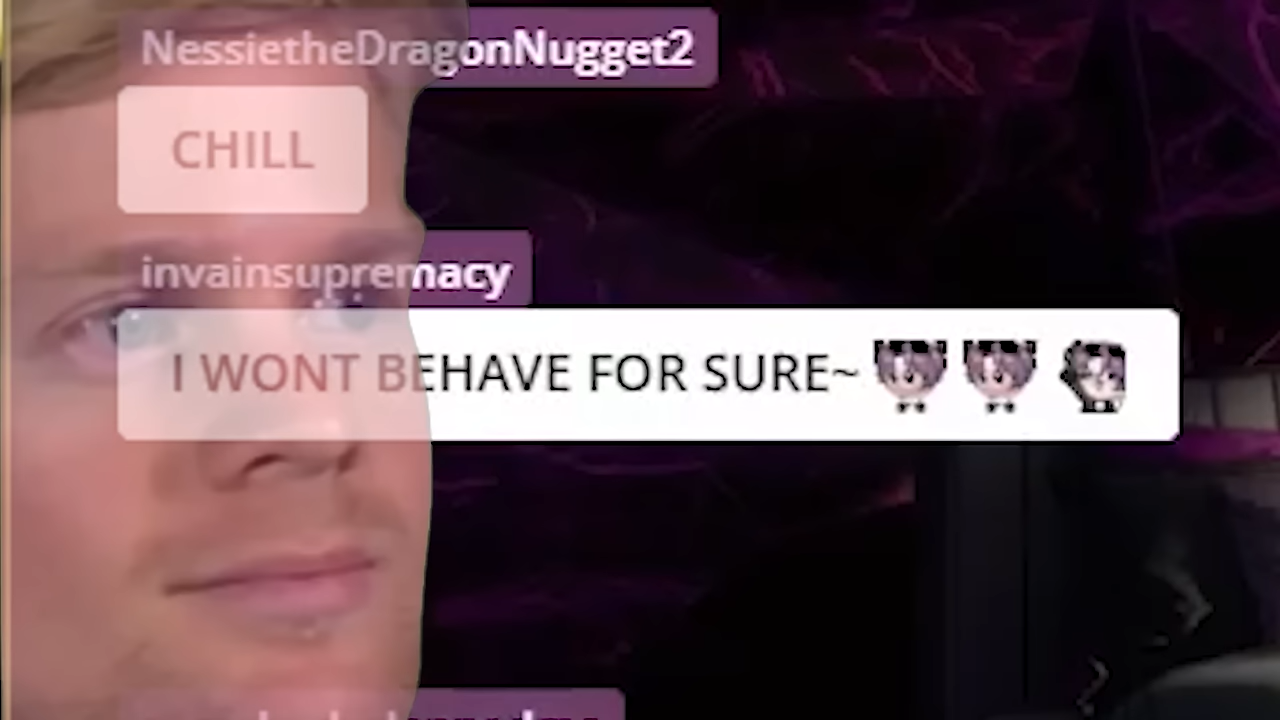 NessietheDragonNugget2
CHILL
invainsupremacy
I WONT BEHAVE FOR SURE~